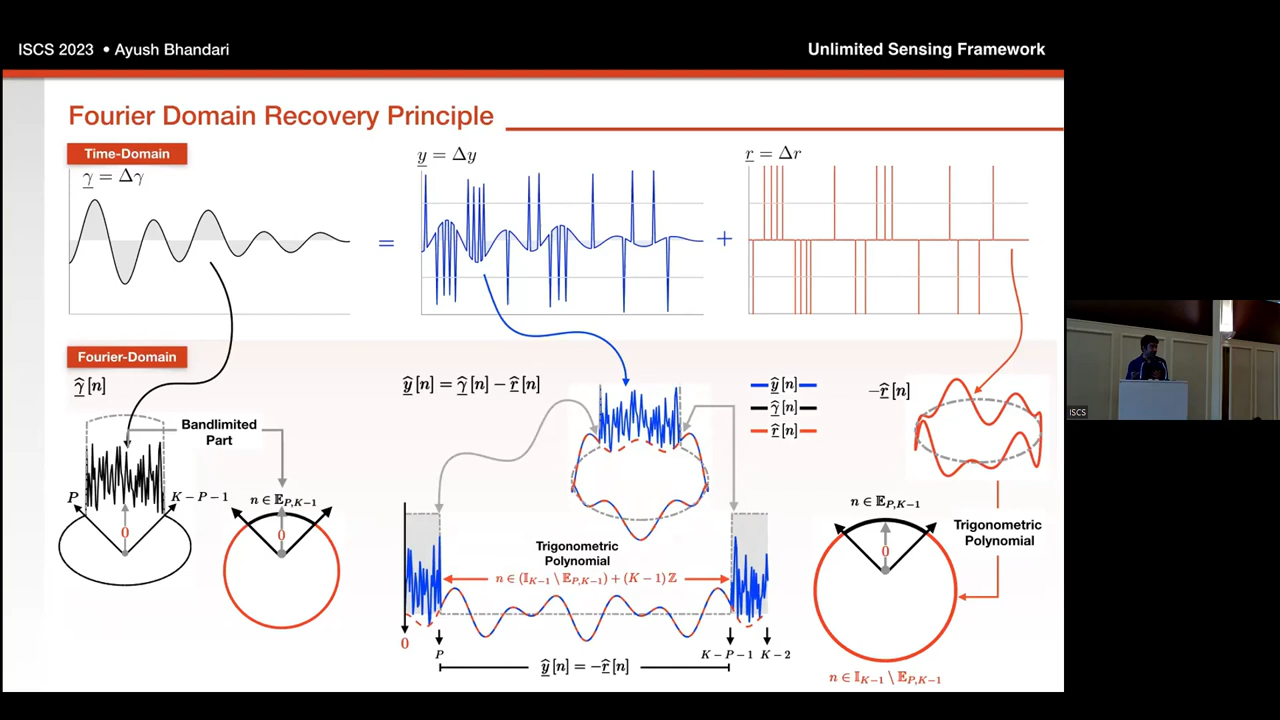 ISCS 2023 • Ayush Bhandari
Unlimited Sensing Framework
Fourier Domain Recovery Principle
Time-Domain
γ = Δγ
y = Δy
r = Δr
=
+
Fourier-Domain
γ̂ [n]
ŷ [n] = γ̂ [n] − r̂ [n]
ŷ [n]
γ̂ [n]
r̂ [n]
−r̂ [n]
Bandlimited
Part
P
K − P − 1
0
n ∈ 𝔼P,K−1
0
Trigonometric
Polynomial
n ∈ (𝕀K−1 \ 𝔼P,K−1) + (K − 1) ℤ
0
P
K − P − 1
K − 2
ŷ [n] = −r̂ [n]
n ∈ 𝔼P,K−1
0
Trigonometric
Polynomial
n ∈ 𝕀K−1 \ 𝔼P,K−1
ISCS